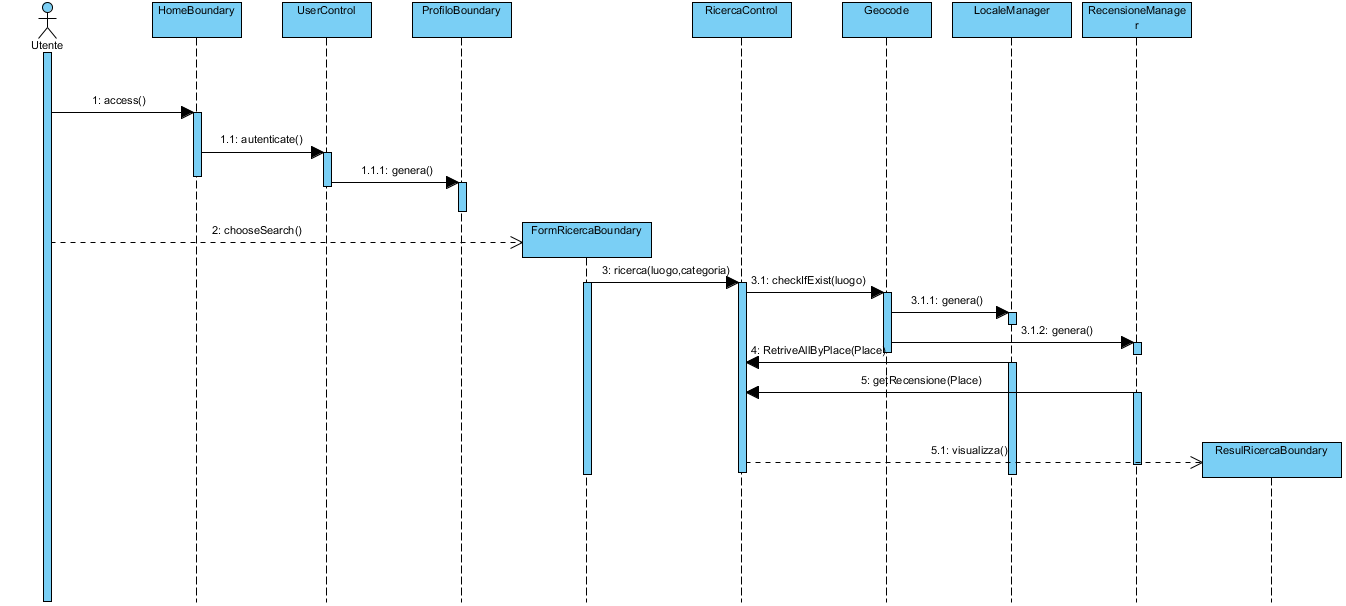 HomeBoundary
UserControl
ProfiloBoundary
RicercaControl
Geocode
LocaleManager
RecensioneManage
r
Utente
1: access()
1.1: autenticate()
1.1.1: genera()
2: chooseSearch()
FormRicercaBoundary
3: ricerca(luogo,categoria)
3.1: checkIfExist(luogo)
3.1.1: genera()
3.1.2: genera()
4: RetriveAllByPlace(Place)
5: getRecensione(Place)
5.1: visualizza()
ResulRicercaBoundary